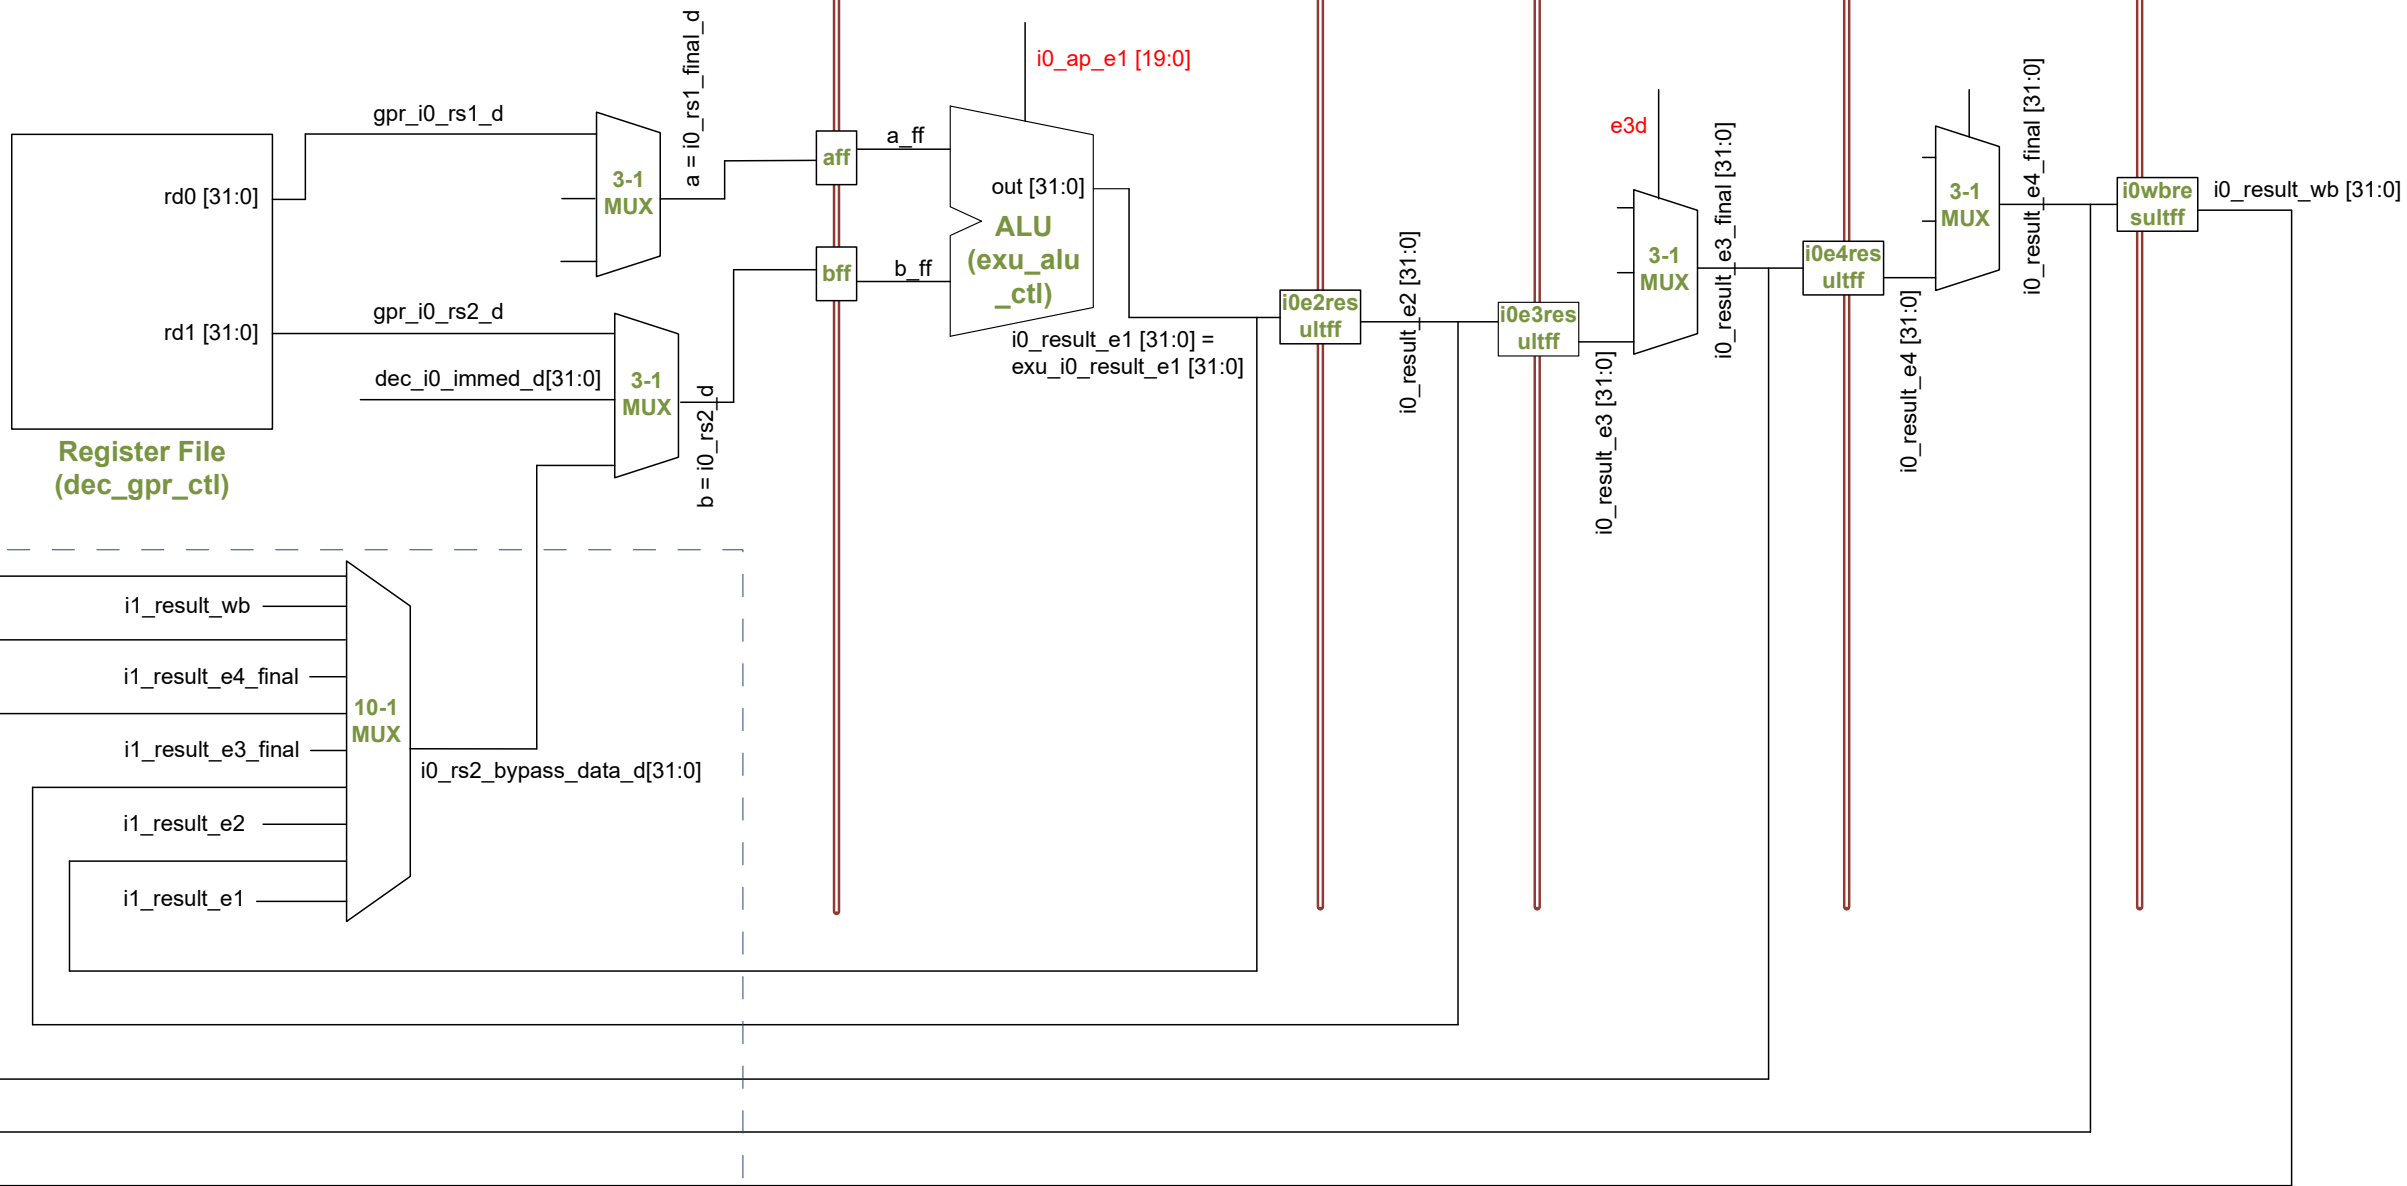 gpr_i0_rs1_d
rd0 [31:0]
3-1
MUX
a = i0_rs1_final_d
gpr_i0_rs2_d
rd1 [31:0]
dec_i0_immed_d[31:0]
3-1
MUX
b = i0_rs2_d
Register File
(dec_gpr_ctl)
aff
bff
a_ff
b_ff
i0_ap_e1 [19:0]
out [31:0]
ALU
(exu_alu
_ctl)
i0_result_e1 [31:0] =
exu_i0_result_e1 [31:0]
i0e2res
ultff
i0_result_e2 [31:0]
i0e3res
ultff
i0_result_e3 [31:0]
e3d
3-1
MUX
i0_result_e3_final [31:0]
i0e4res
ultff
i0_result_e4 [31:0]
3-1
MUX
i0_result_e4_final [31:0]
i0wbre
sultff
i0_result_wb [31:0]
i1_result_wb
i1_result_e4_final
10-1
MUX
i1_result_e3_final
i0_rs2_bypass_data_d[31:0]
i1_result_e2
i1_result_e1